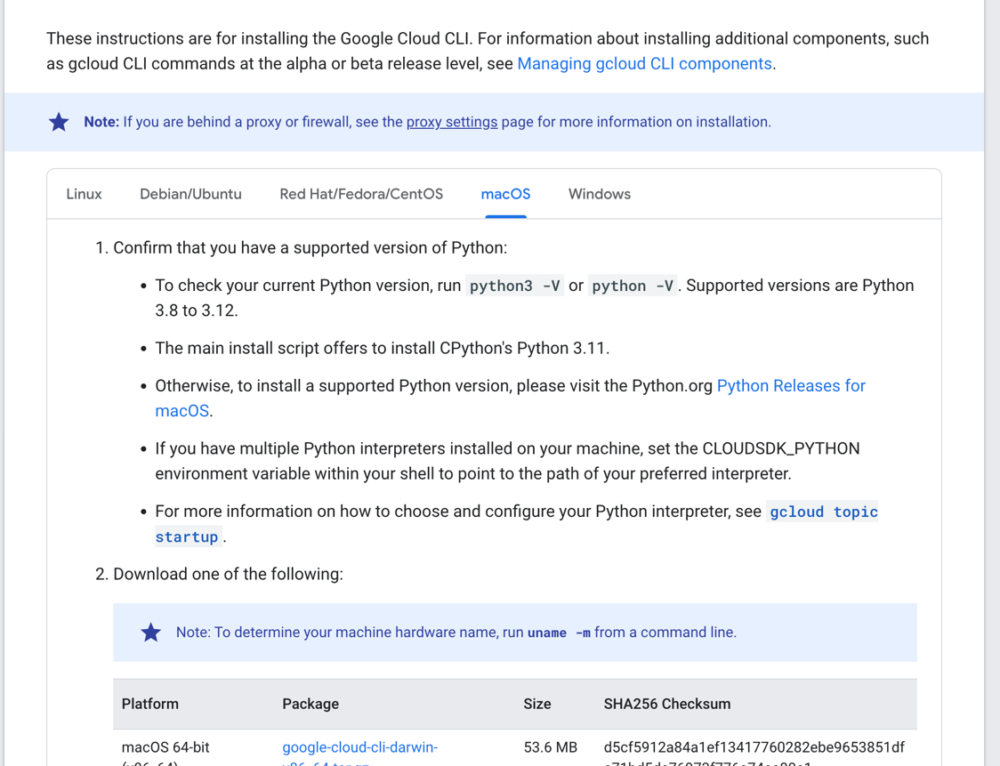 These instructions are for installing the Google Cloud CLI. For information about installing additional components, such
as gcloud CLI commands at the alpha or beta release level, see Managing gcloud CLI components.
Note: If you are behind a proxy or firewall, see the proxy settings page for more information on installation.
Linux Debian/Ubuntu Red Hat/Fedora/CentOS macOS Windows
1. Confirm that you have a supported version of Python:
• To check your current Python version, run python3 -V or python -V. Supported versions are Python
3.8 to 3.12.
• The main install script offers to install CPython's Python 3.11.
• Otherwise, to install a supported Python version, please visit the Python.org Python Releases for
macOS.
• If you have multiple Python interpreters installed on your machine, set the CLOUDSDK_PYTHON
environment variable within your shell to point to the path of your preferred interpreter.
• For more information on how to choose and configure your Python interpreter, see gcloud topic
startup.
2. Download one of the following:
Note: To determine your machine hardware name, run uname -m from a command line.
Platform Package Size SHA256 Checksum
macOS 64-bit google-cloud-cli-darwin- 53.6 MB d5cf5912a84a1ef13417760282ebe9653851df